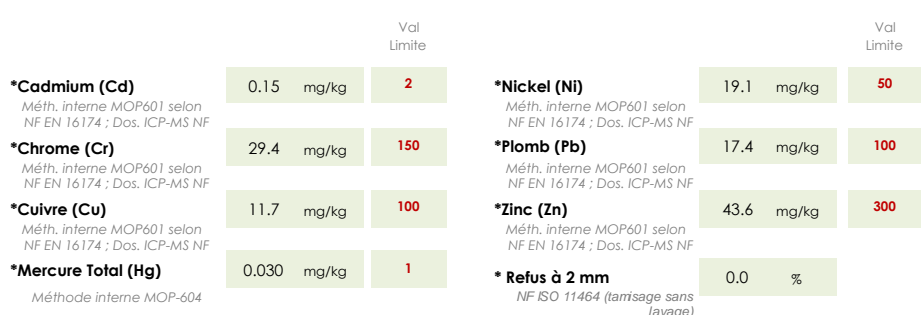 Val
Limite
*Cadmium (Cd) 0.15 mg/kg 2
Méth. interne MOP601 selon
NF EN 16174 ; Dos. ICP-MS NF
*Chrome (Cr) 29.4 mg/kg 150
Méth. interne MOP601 selon
NF EN 16174 ; Dos. ICP-MS NF
*Cuivre (Cu) 11.7 mg/kg 100
Méth. interne MOP601 selon
NF EN 16174 ; Dos. ICP-MS NF
*Mercure Total (Hg) 0.030 mg/kg 1
Méthode interne MOP-604
Val
Limite
*Nickel (Ni) 19.1 mg/kg 50
Méth. interne MOP601 selon
NF EN 16174 ; Dos. ICP-MS NF
*Plomb (Pb) 17.4 mg/kg 100
Méth. interne MOP601 selon
NF EN 16174 ; Dos. ICP-MS NF
*Zinc (Zn) 43.6 mg/kg 300
Méth. interne MOP601 selon
NF EN 16174 ; Dos. ICP-MS NF
* Refus à 2 mm 0.0 %
NF ISO 11464 (tamisage sans
lavage)